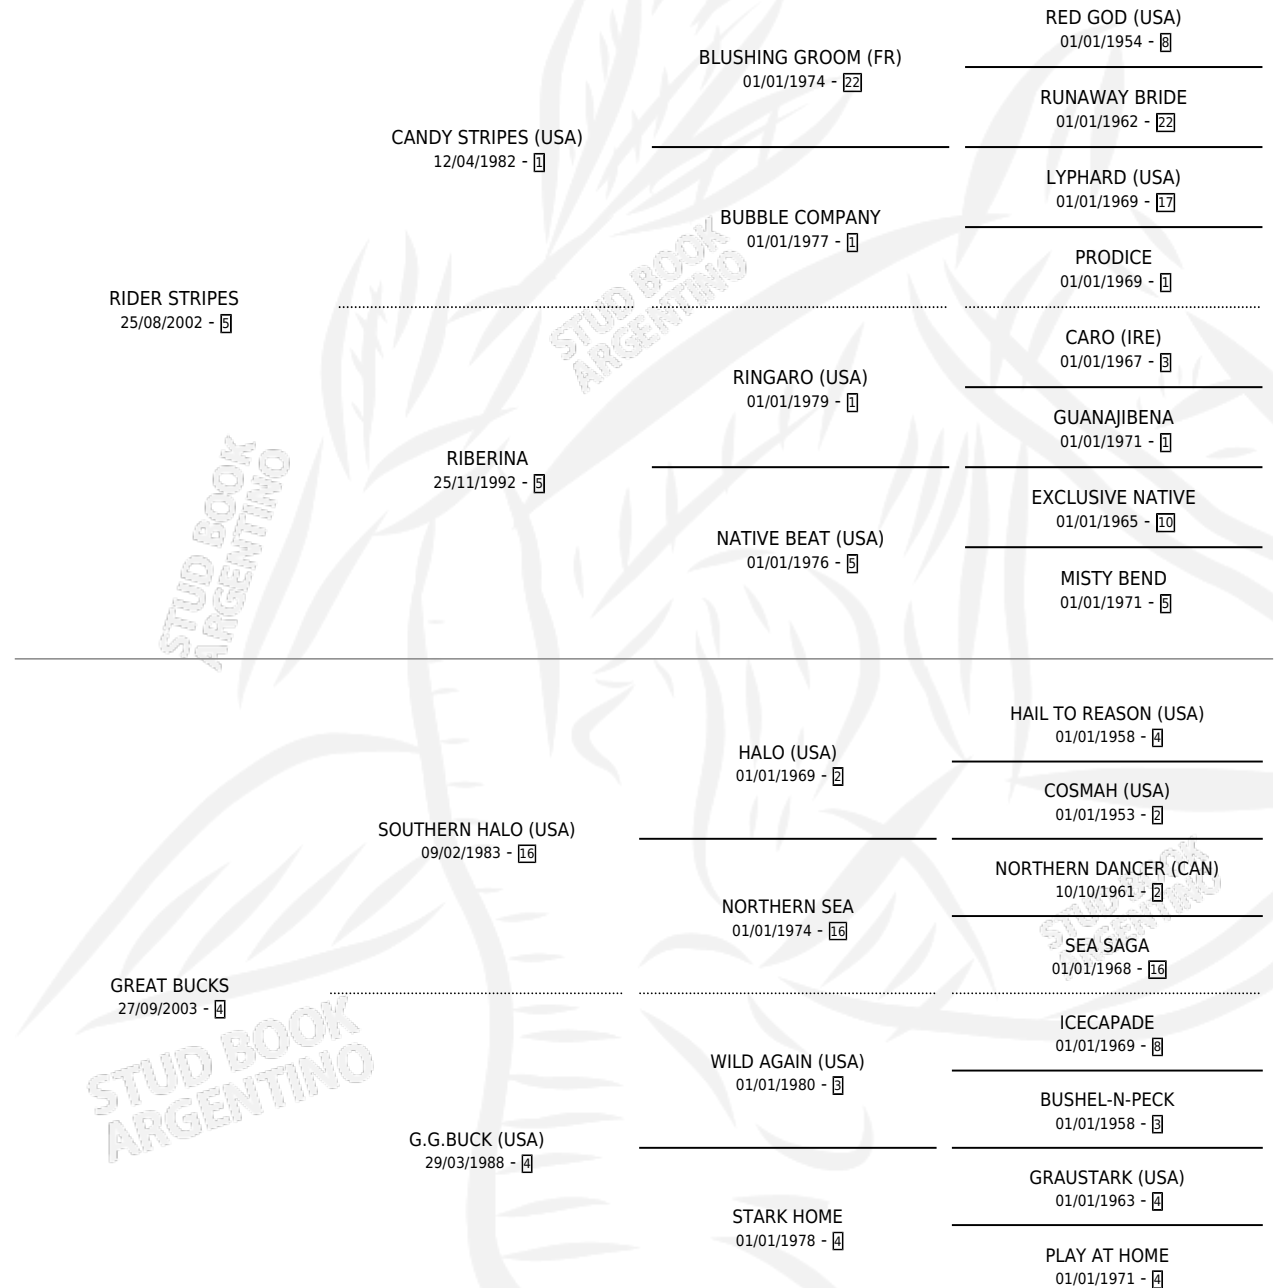 RED GOD (USA)
01/01/1954 - 8
BLUSHING GROOM (FR)
01/01/1974 - 22
RUNAWAY BRIDE
01/01/1962 - 22
CANDY STRIPES (USA)
12/04/1982 - 1
LYPHARD (USA)
01/01/1969 - 17
BUBBLE COMPANY
01/01/1977 - 1
PRODICE
01/01/1969 - 1
RIDER STRIPES
25/08/2002 - 5
STUD BOOK
ARGENTINO
CARO (IRE)
01/01/1967 - 3
RINGARO (USA)
01/01/1979 - 1
GUANAJIBENA
01/01/1971 - 1
RIBERINA
25/11/1992 - 5
EXCLUSIVE NATIVE
01/01/1965 - 10
NATIVE BEAT (USA)
01/01/1976 - 5
MISTY BEND
01/01/1971 - 5
STUD BOOK
ARGENTINO
HAIL TO REASON (USA)
01/01/1958 - 4
HALO (USA)
01/01/1969 - 2
COSMAH (USA)
01/01/1953 - 2
SOUTHERN HALO (USA)
09/02/1983 - 16
NORTHERN DANCER (CAN)
10/10/1961 - 2
NORTHERN SEA
01/01/1974 - 16
STUD BOOK
ARGENTINO
SEA SAGA
01/01/1968 - 16
GREAT BUCKS
27/09/2003 - 4
STUD BOOK
ARGENTINO
ICECAPADE
01/01/1969 - 8
WILD AGAIN (USA)
01/01/1980 - 3
BUSHEL-N-PECK
01/01/1958 - 3
G.G.BUCK (USA)
29/03/1988 - 4
GRAUSTARK (USA)
01/01/1963 - 4
STARK HOME
01/01/1978 - 4
PLAY AT HOME
01/01/1971 - 4